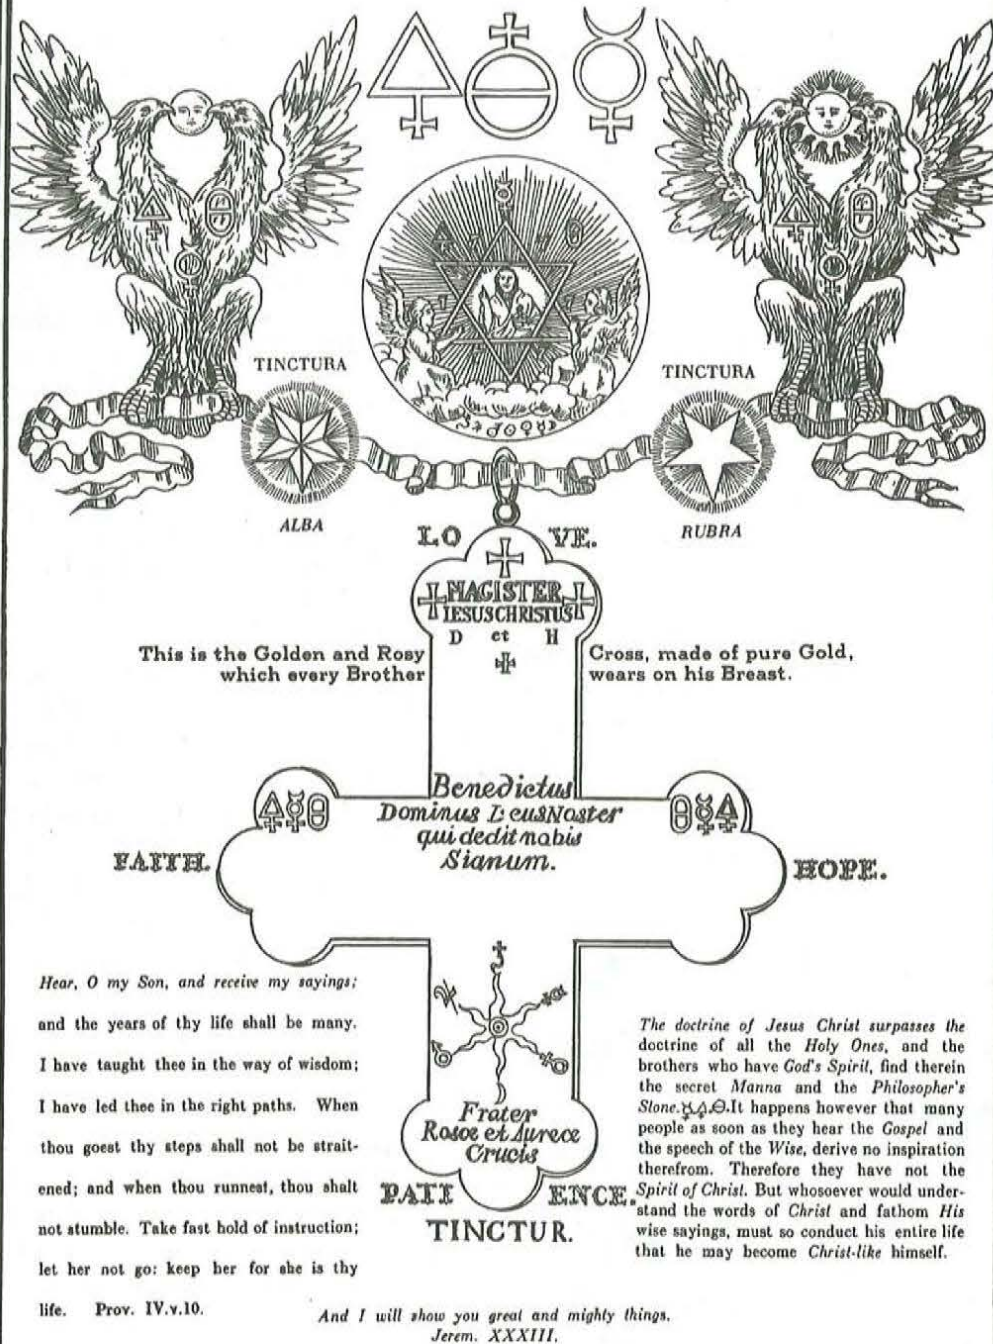 TINCTURA
TINCTURA
ALBA
RUBRA
LOVE.
MAGISTER
IESUSCHRISTUS
D et H
This is the Golden and Rosy Cross, made of pure Gold,
which every Brother wears on his Breast.
Benedictus
Dominus DeusNoster
qui dedit nobis
Signum.
FAITH.
HOPE.
Hear, O my Son, and receive my sayings;
and the years of thy life shall be many.
I have taught thee in the way of wisdom;
I have led thee in the right paths. When
thou goest thy steps shall not be strait-
ened; and when thou runnest, thou shalt
not stumble. Take fast hold of instruction;
let her not go: keep her for she is thy
life. Prov. IV.v.10.
Frater
Rosœ et Aureœ
Crucis
PATIENCE.
TINCTUR.
The doctrine of Jesus Christ surpasses the
doctrine of all the Holy Ones, and the
brothers who have God's Spirit, find therein
the secret Manna and the Philosopher's
Stone.☿🜍🜔.It happens however that many
people as soon as they hear the Gospel and
the speech of the Wise, derive no inspiration
therefrom. Therefore they have not the
Spirit of Christ. But whosoever would under-
stand the words of Christ and fathom His
wise sayings, must so conduct his entire life
that he may become Christ-like himself.
And I will show you great and mighty things.
Jerem. XXXIII.